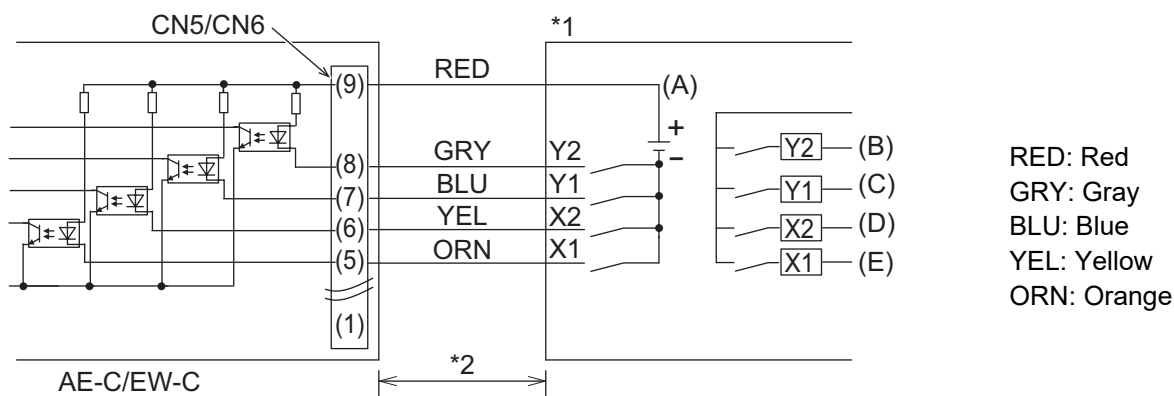 CN5/CN6
*1
(9)
RED
(A)
+
−
(8)
GRY
Y2
(7)
BLU
Y1
(6)
YEL
X2
(5)
ORN
X1
(1)
Y2
(B)
Y1
(C)
X2
(D)
X1
(E)
RED: Red
GRY: Gray
BLU: Blue
YEL: Yellow
ORN: Orange
AE-C/EW-C
*2